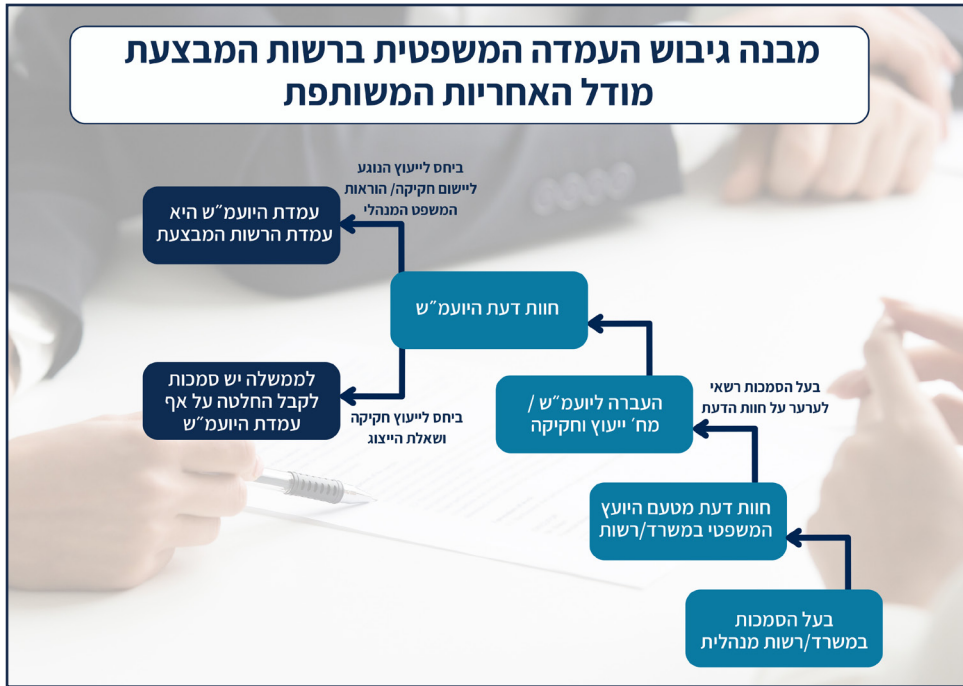 מבנה גיבוש העמדה המשפטית ברשות המבצעת
מודל האחריות המשותפת
ביחס לייעוץ הנוגע
ליישום חקיקה/ הוראות
המשפט המנהלי
עמדת היועמ״ש היא
עמדת הרשות המבצעת
חוות דעת היועמ״ש
לממשלה יש סמכות
לקבל החלטה על אף
עמדת היועמ״ש
ביחס לייעוץ חקיקה
ושאלת הייצוג
בעל הסמכות רשאי
לערער על חוות הדעת
העברה ליועמ״ש /
מח׳ ייעוץ וחקיקה
חוות דעת מטעם היועץ
המשפטי במשרד/רשות
בעל הסמכות
במשרד/רשות מנהלית